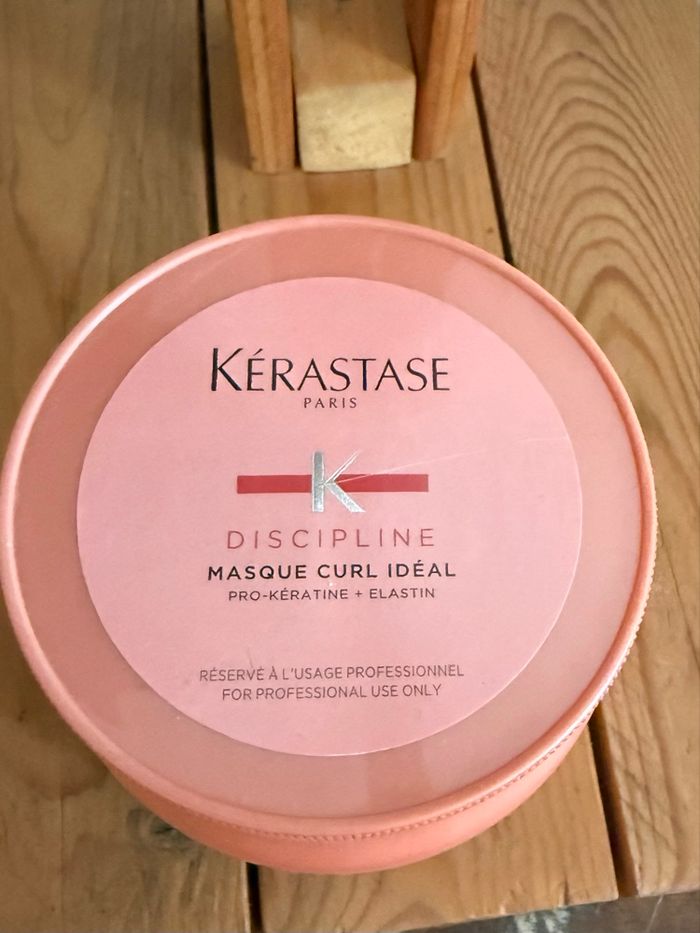 KÉRASTASE
PARIS
K
DISCIPLINE
MASQUE CURL IDÉAL
PRO-KÉRATINE + ELASTIN
RÉSERVÉ À L'USAGE PROFESSIONNEL
FOR PROFESSIONAL USE ONLY